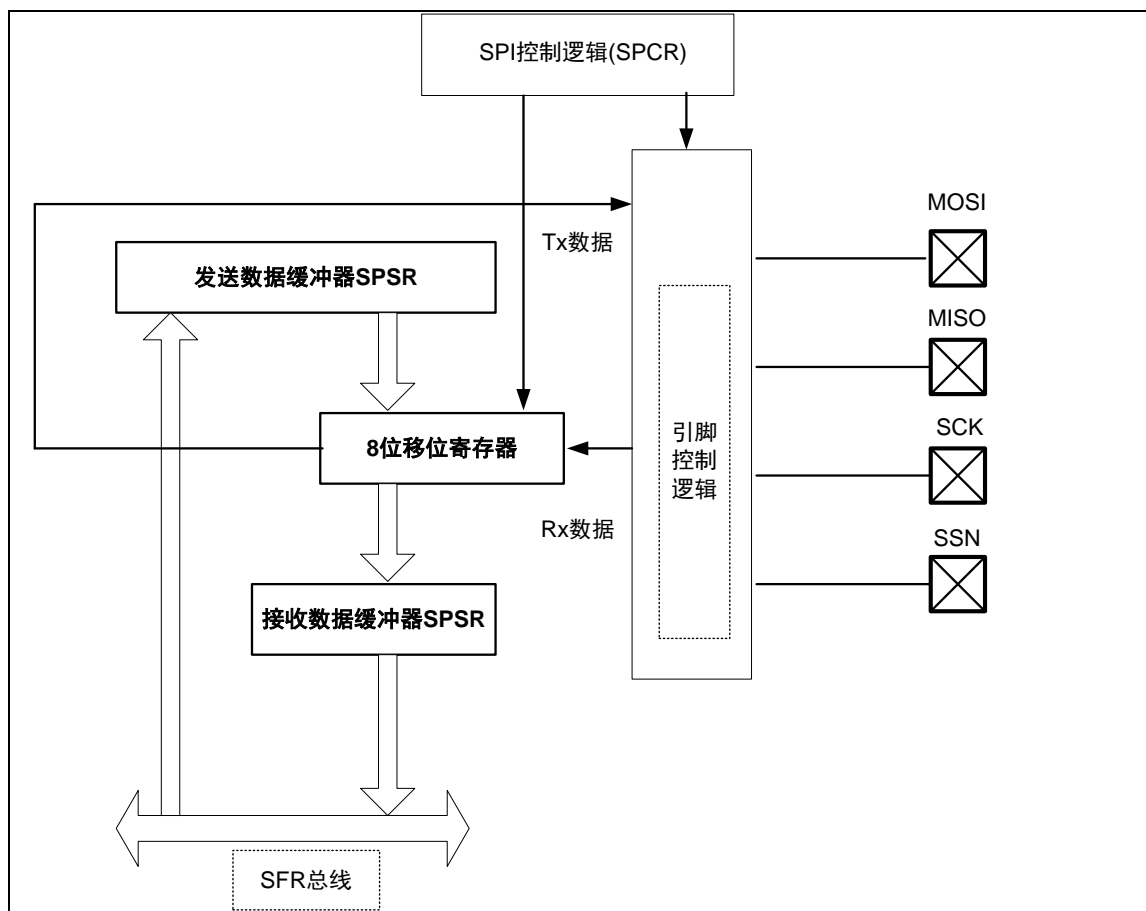 SPI控制逻辑(SPCR)
MOSI
Tx数据
发送数据缓冲器SPSR
MISO
SCK
8位移位寄存器
引脚
控制
逻辑
Rx数据
SSN
接收数据缓冲器SPSR
SFR总线